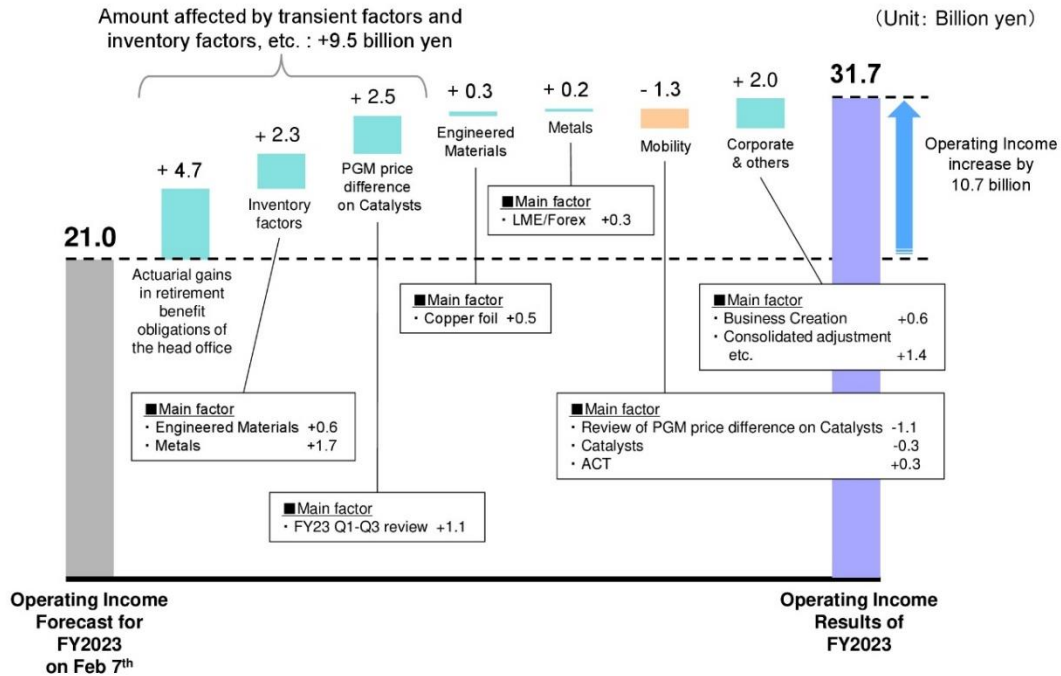 Amount affected by transient factors and
inventory factors, etc. : +9.5 billion yen
(Unit: Billion yen)
21.0
+ 4.7
Actuarial gains
in retirement
benefit
obligations of
the head office
+ 2.3
Inventory
factors
■Main factor
・Engineered Materials +0.6
・Metals +1.7
+ 2.5
PGM price
difference
on Catalysts
■Main factor
・FY23 Q1-Q3 review +1.1
+ 0.3
Engineered
Materials
■Main factor
・Copper foil +0.5
+ 0.2
Metals
■Main factor
・LME/Forex +0.3
- 1.3
Mobility
■Main factor
・Review of PGM price difference on Catalysts -1.1
・Catalysts -0.3
・ACT +0.3
+ 2.0
Corporate
& others
■Main factor
・Business Creation +0.6
・Consolidated adjustment
etc. +1.4
31.7
Operating Income
increase by
10.7 billion
Operating Income
Forecast for
FY2023
on Feb 7th
Operating Income
Results of
FY2023